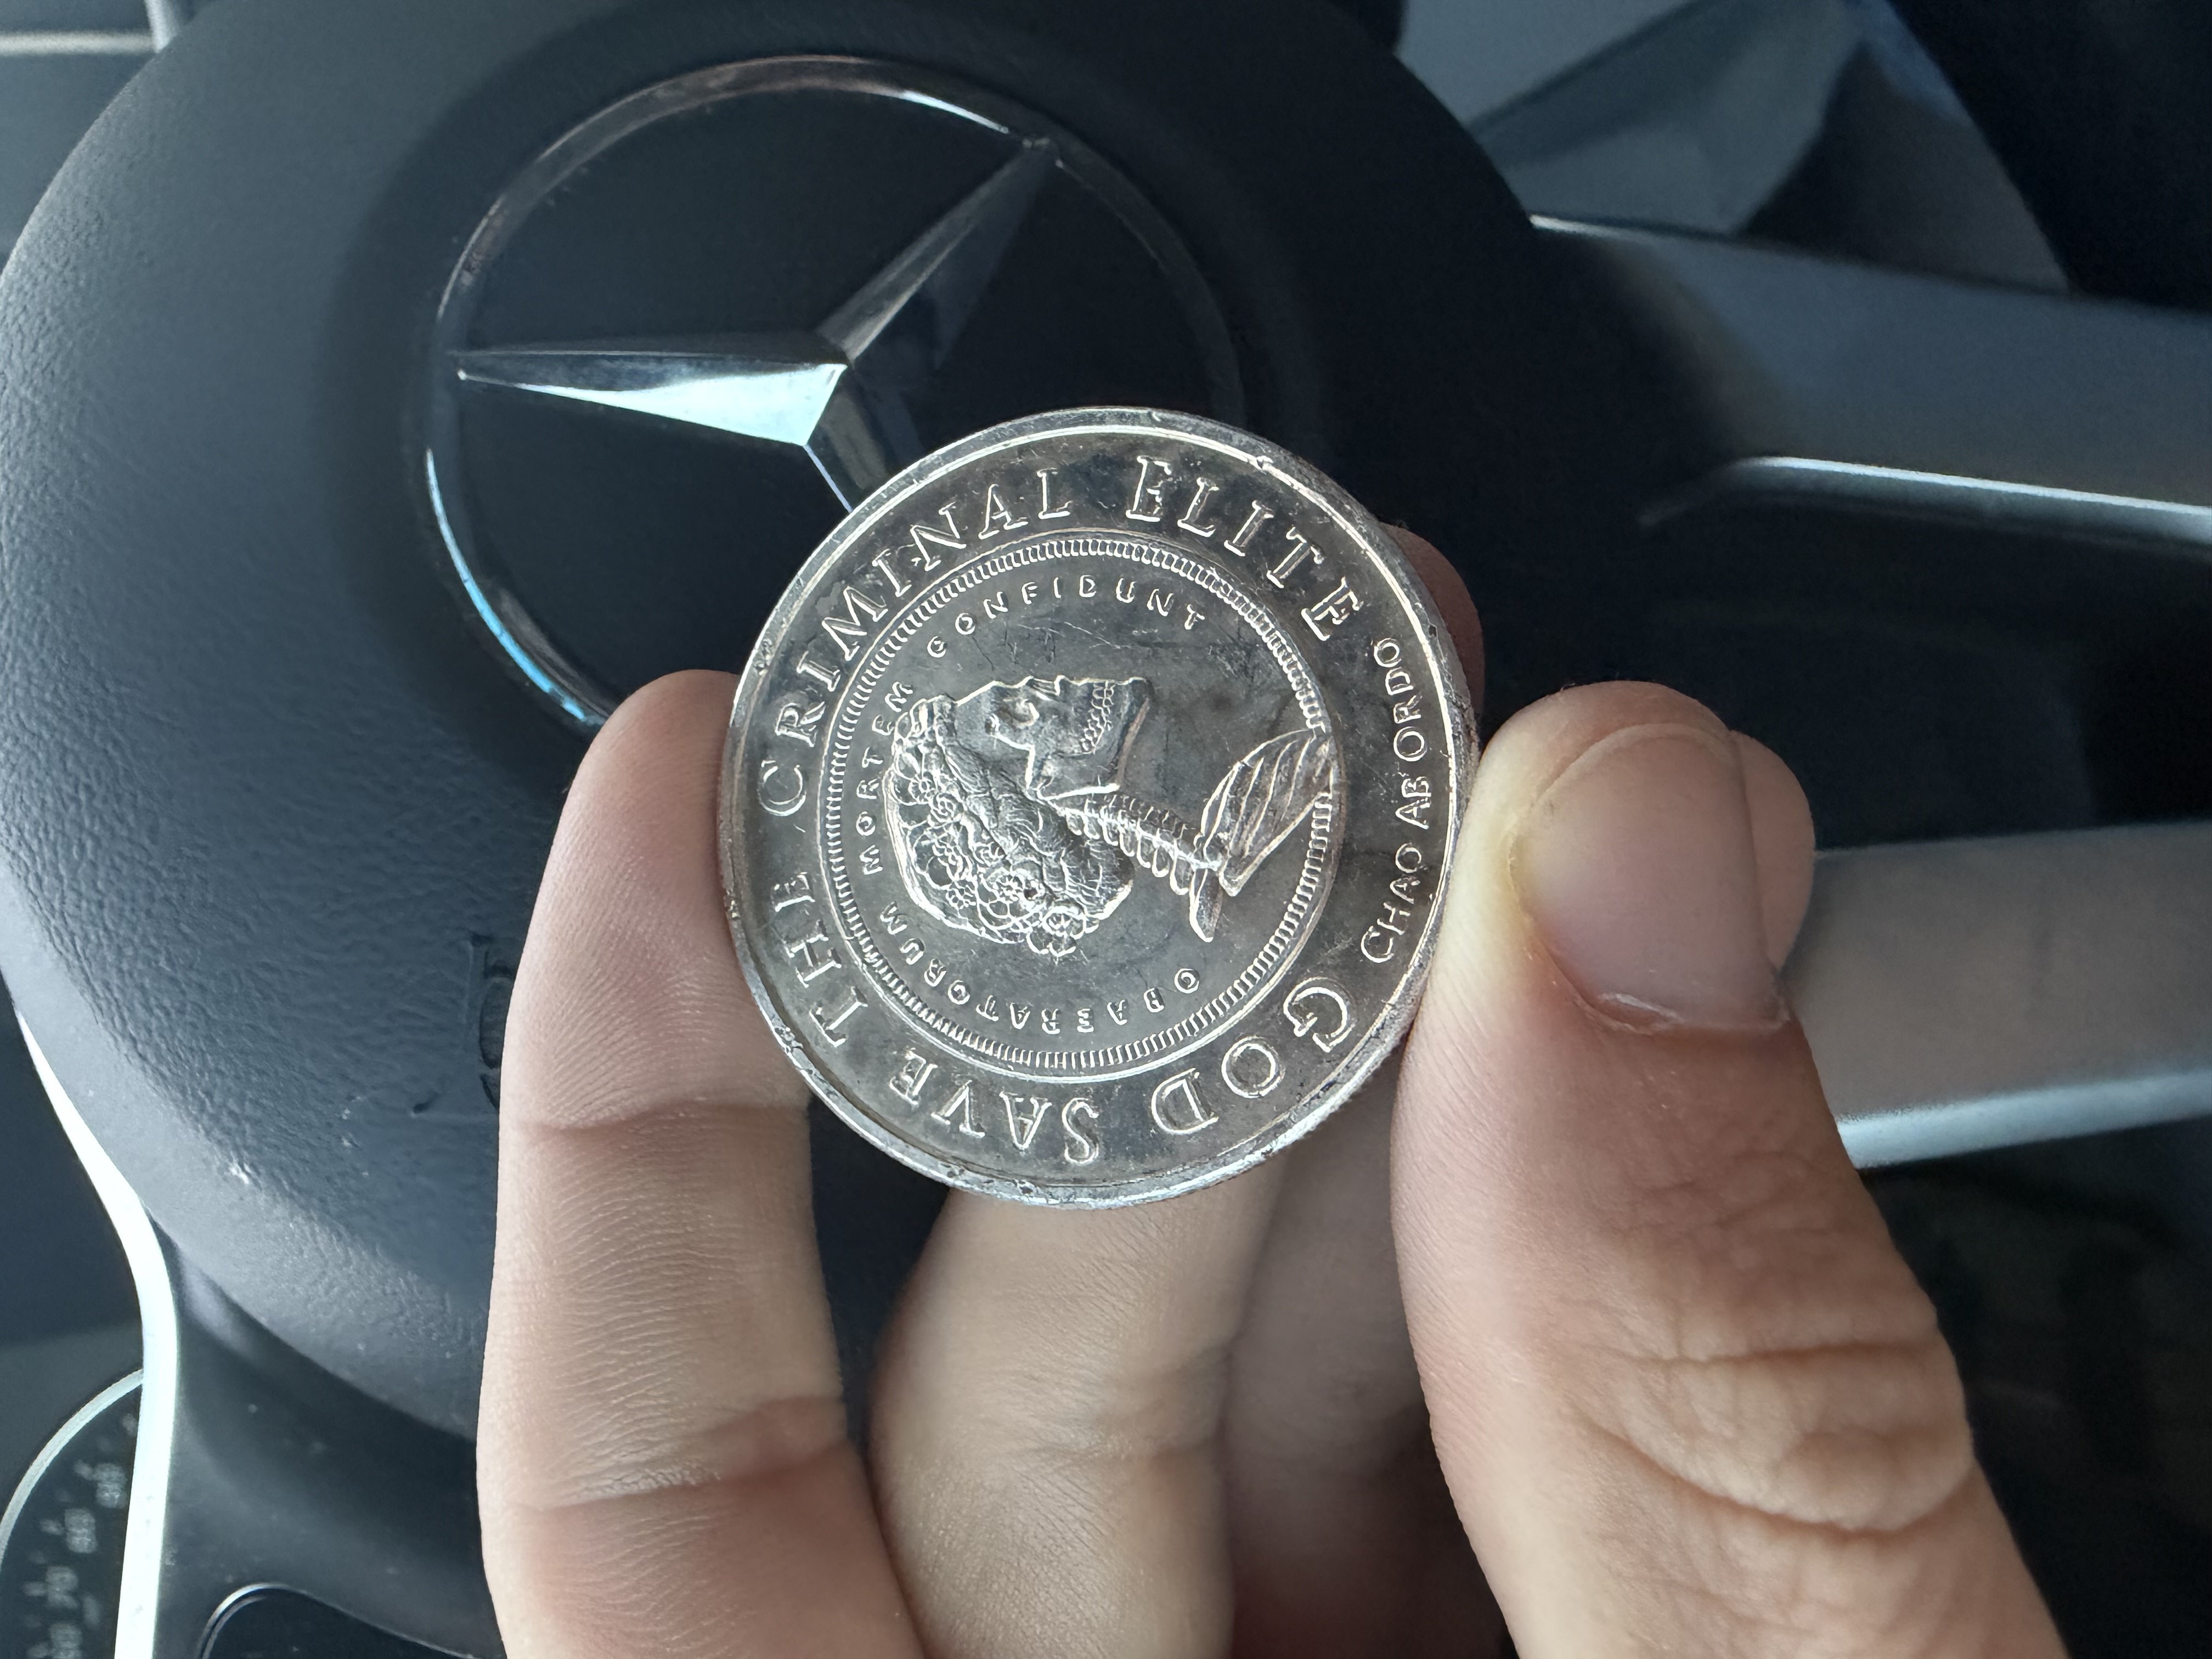 GOD SAVE THE CRIMINAL ELITE
CHAO AB ORDO
OBAERATORUM MORTEM CONFIDUNT